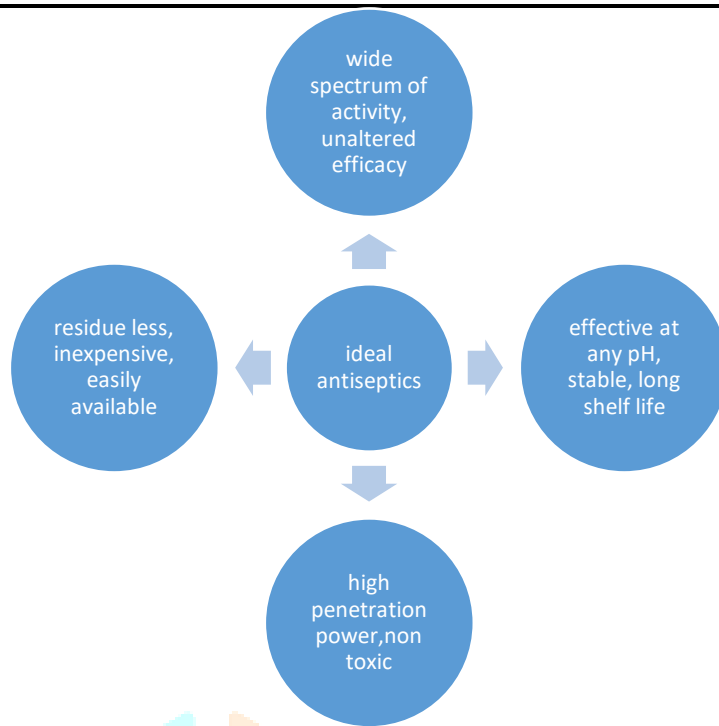 wide
spectrum of
activity,
unaltered
efficacy
residue less,
inexpensive,
easily
available
ideal
antiseptics
effective at
any pH,
stable, long
shelf life
high
penetration
power,non
toxic